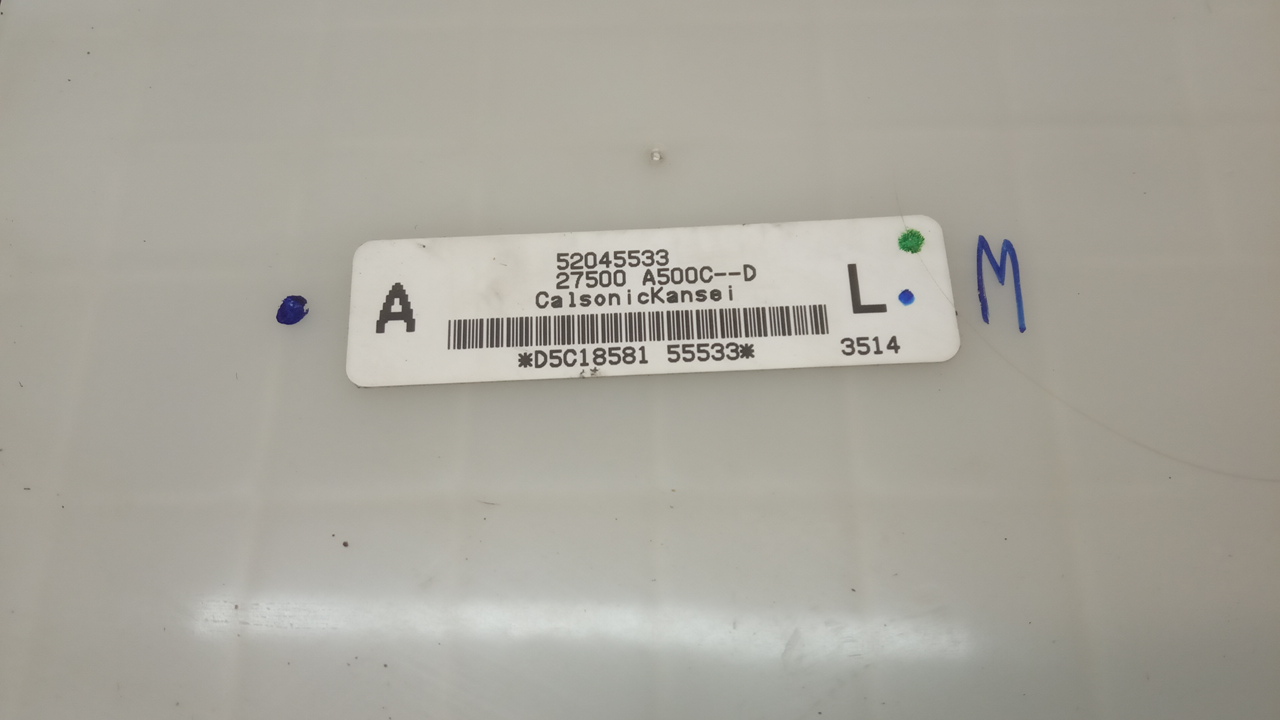 52045533
27500 A500C--D
CalsonicKansei
A
L
*D5C18581 55533*
3514
M